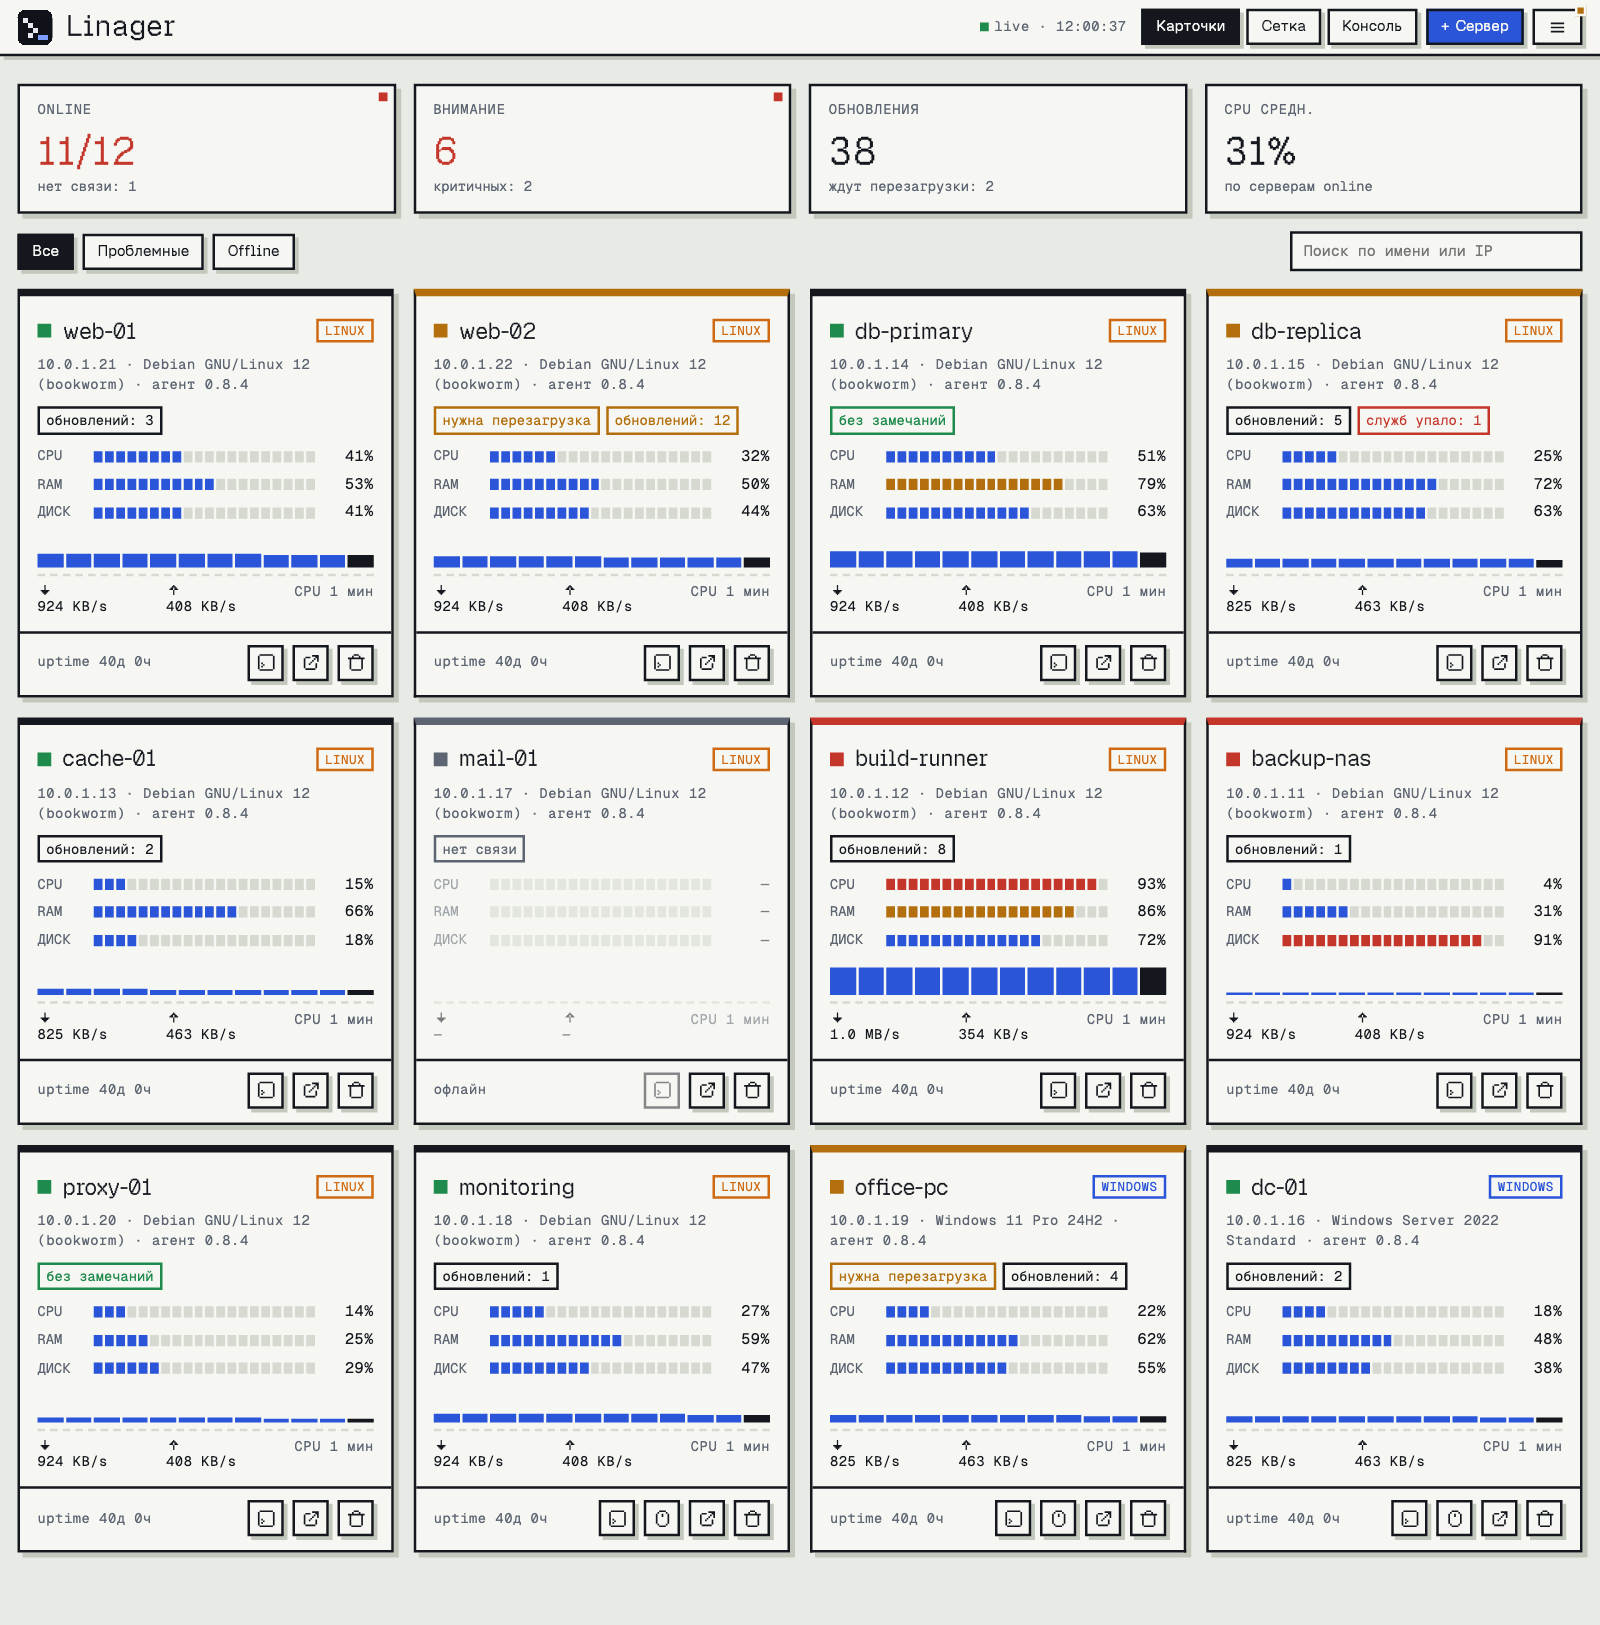 Linager
live · 12:00:37
Карточки
Сетка
Консоль
+ Сервер
ONLINE
11/12
нет связи: 1
ВНИМАНИЕ
6
критичных: 2
ОБНОВЛЕНИЯ
38
ждут перезагрузки: 2
CPU СРЕДН.
31%
по серверам online
Все
Проблемные
Offline
Поиск по имени или IP
web-01
LINUX
10.0.1.21 · Debian GNU/Linux 12
(bookworm) · агент 0.8.4
обновлений: 3
CPU 41%
RAM 53%
ДИСК 41%
924 KB/s
408 KB/s
CPU 1 мин
uptime 40д 0ч
web-02
LINUX
10.0.1.22 · Debian GNU/Linux 12
(bookworm) · агент 0.8.4
нужна перезагрузка
обновлений: 12
CPU 32%
RAM 50%
ДИСК 44%
924 KB/s
408 KB/s
CPU 1 мин
uptime 40д 0ч
db-primary
LINUX
10.0.1.14 · Debian GNU/Linux 12
(bookworm) · агент 0.8.4
без замечаний
CPU 51%
RAM 79%
ДИСК 63%
924 KB/s
408 KB/s
CPU 1 мин
uptime 40д 0ч
db-replica
LINUX
10.0.1.15 · Debian GNU/Linux 12
(bookworm) · агент 0.8.4
обновлений: 5
служб упало: 1
CPU 25%
RAM 72%
ДИСК 63%
825 KB/s
463 KB/s
CPU 1 мин
uptime 40д 0ч
cache-01
LINUX
10.0.1.13 · Debian GNU/Linux 12
(bookworm) · агент 0.8.4
обновлений: 2
CPU 15%
RAM 66%
ДИСК 18%
825 KB/s
463 KB/s
CPU 1 мин
uptime 40д 0ч
mail-01
LINUX
10.0.1.17 · Debian GNU/Linux 12
(bookworm) · агент 0.8.4
нет связи
CPU –
RAM –
ДИСК –
–
–
CPU 1 мин
офлайн
build-runner
LINUX
10.0.1.12 · Debian GNU/Linux 12
(bookworm) · агент 0.8.4
обновлений: 8
CPU 93%
RAM 86%
ДИСК 72%
1.0 MB/s
354 KB/s
CPU 1 мин
uptime 40д 0ч
backup-nas
LINUX
10.0.1.11 · Debian GNU/Linux 12
(bookworm) · агент 0.8.4
обновлений: 1
CPU 4%
RAM 31%
ДИСК 91%
924 KB/s
408 KB/s
CPU 1 мин
uptime 40д 0ч
proxy-01
LINUX
10.0.1.20 · Debian GNU/Linux 12
(bookworm) · агент 0.8.4
без замечаний
CPU 14%
RAM 25%
ДИСК 29%
924 KB/s
408 KB/s
CPU 1 мин
uptime 40д 0ч
monitoring
LINUX
10.0.1.18 · Debian GNU/Linux 12
(bookworm) · агент 0.8.4
обновлений: 1
CPU 27%
RAM 59%
ДИСК 47%
924 KB/s
408 KB/s
CPU 1 мин
uptime 40д 0ч
office-pc
WINDOWS
10.0.1.19 · Windows 11 Pro 24H2 ·
агент 0.8.4
нужна перезагрузка
обновлений: 4
CPU 22%
RAM 62%
ДИСК 55%
825 KB/s
463 KB/s
CPU 1 мин
uptime 40д 0ч
dc-01
WINDOWS
10.0.1.16 · Windows Server 2022
Standard · агент 0.8.4
обновлений: 2
CPU 18%
RAM 48%
ДИСК 38%
825 KB/s
463 KB/s
CPU 1 мин
uptime 40д 0ч